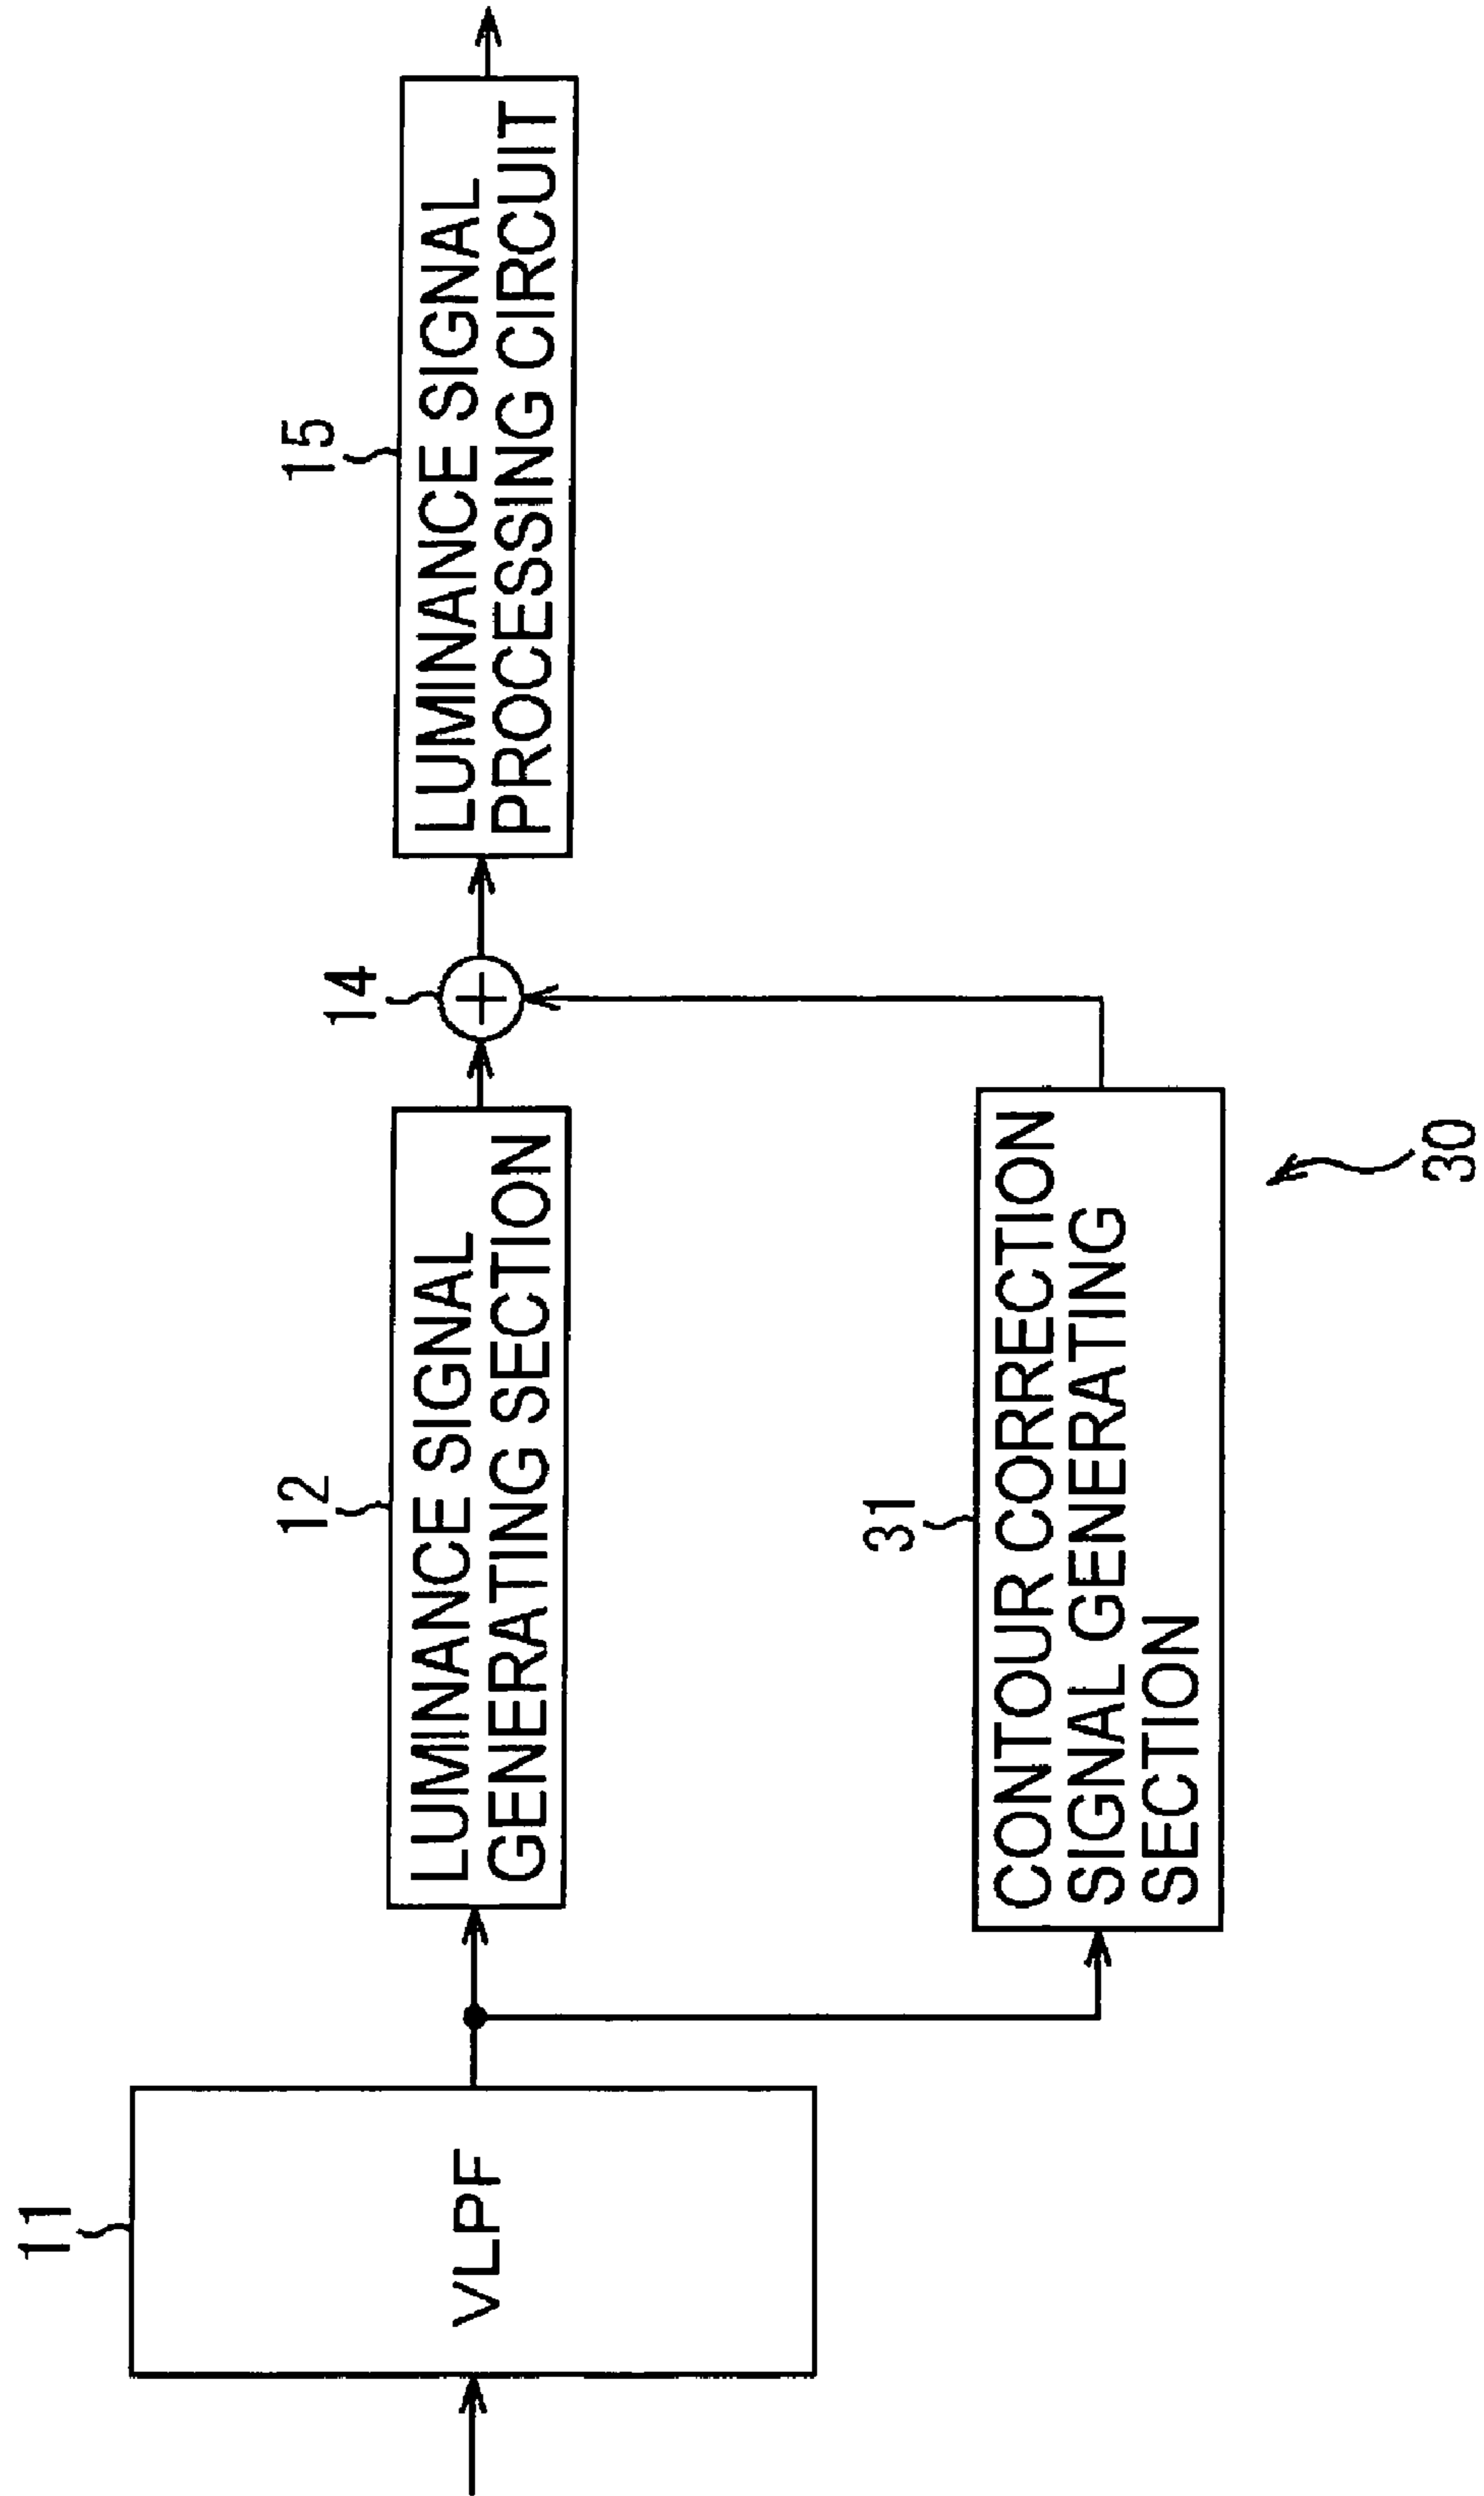 11
VLPF
12
LUMINANCE SIGNAL
GENERATING SECTION
14
+
15
LUMINANCE SIGNAL
PROCESSING CIRCUIT
31
CONTOUR CORRECTION
SIGNAL GENERATING
SECTION
30